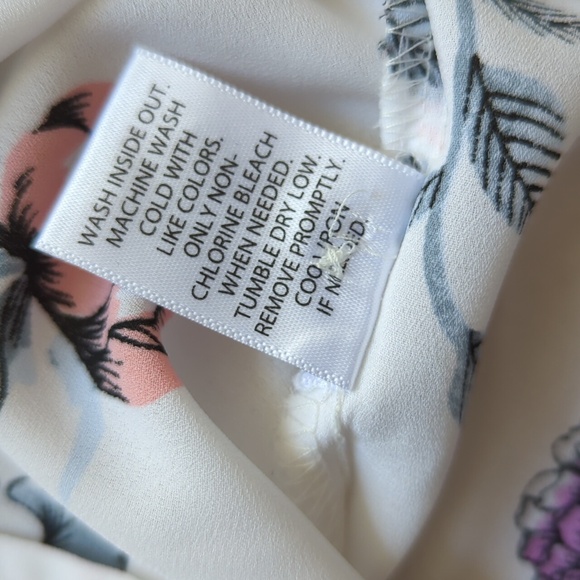 WASH INSIDE OUT.
MACHINE WASH
COLD WITH
LIKE COLORS.
ONLY NON-
CHLORINE BLEACH
WHEN NEEDED.
TUMBLE DRY LOW.
REMOVE PROMPTLY.
IF